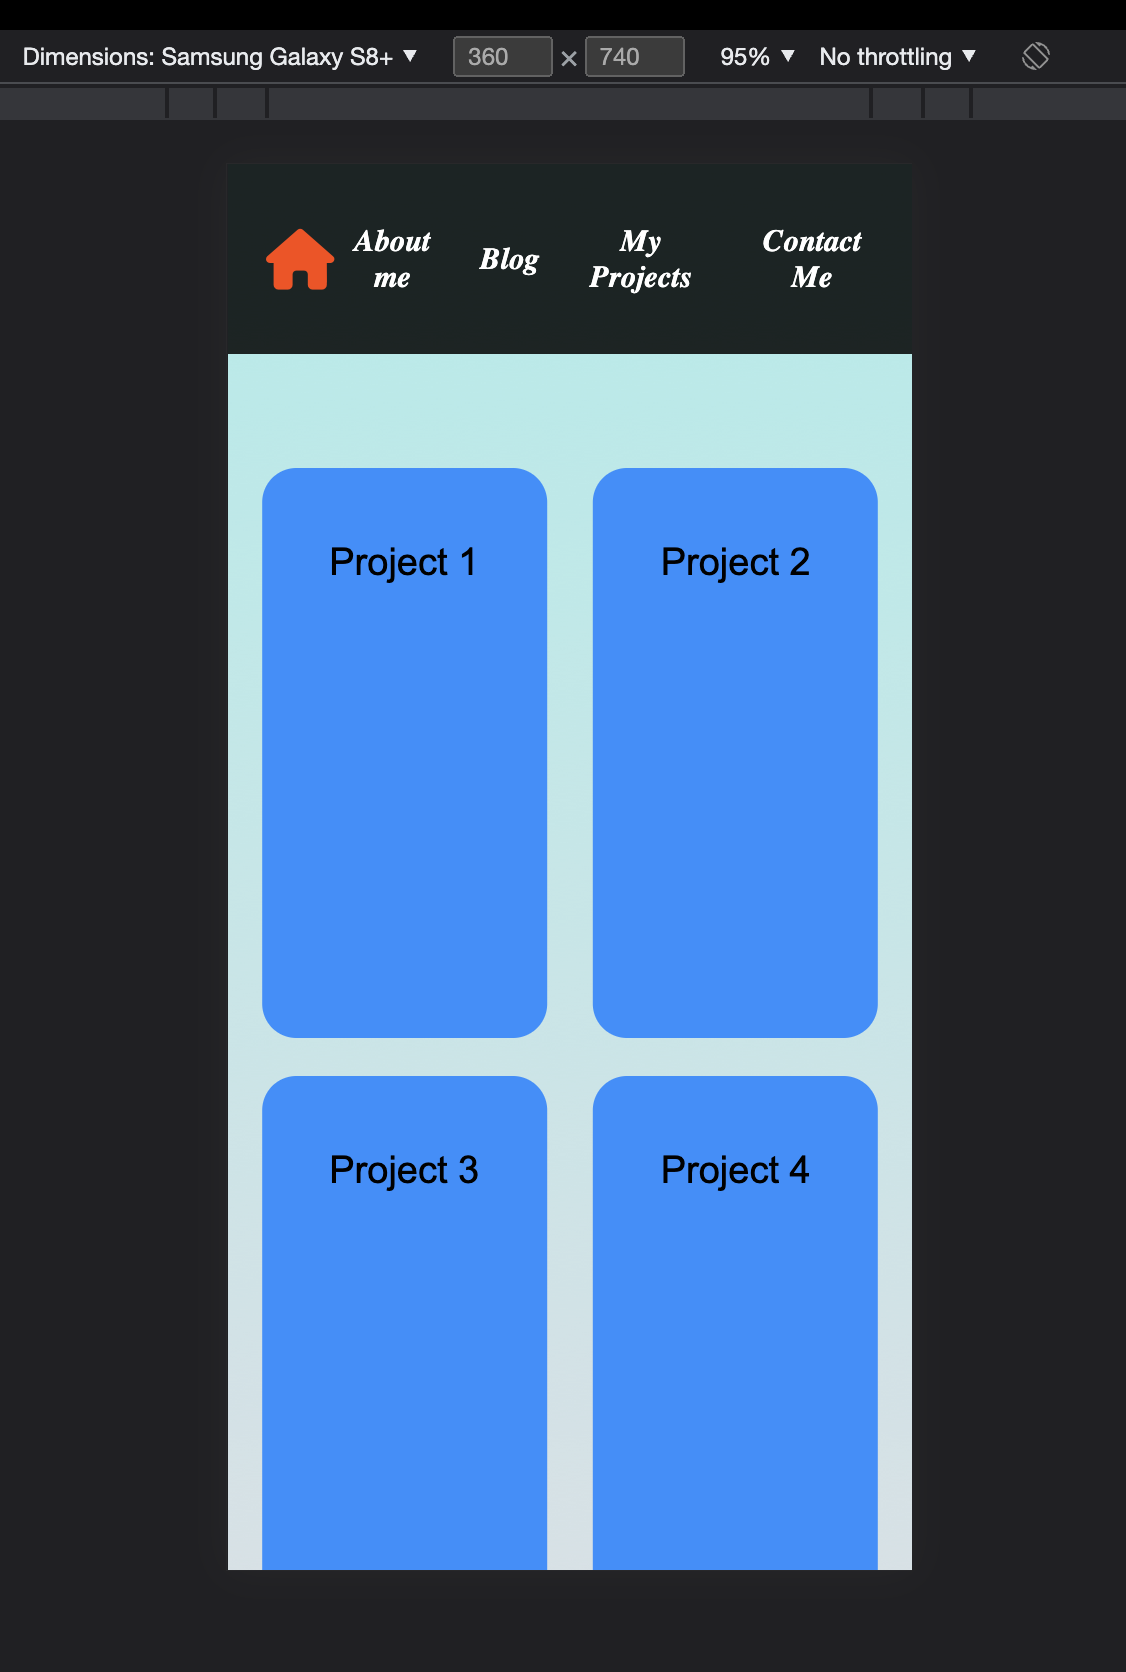 Dimensions: Samsung Galaxy S8+ ▼ 360 × 740 95% ▼ No throttling ▼
About me
Blog
My Projects
Contact Me
Project 1
Project 2
Project 3
Project 4